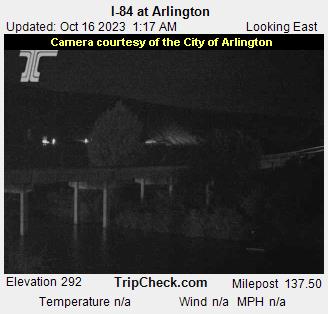 I-84 at Arlington
Updated: Oct 16 2023 1:17 AM Looking East
Camera courtesy of the City of Arlington
Elevation 292 TripCheck.com Milepost 137.50
Temperature n/a Wind n/a MPH n/a